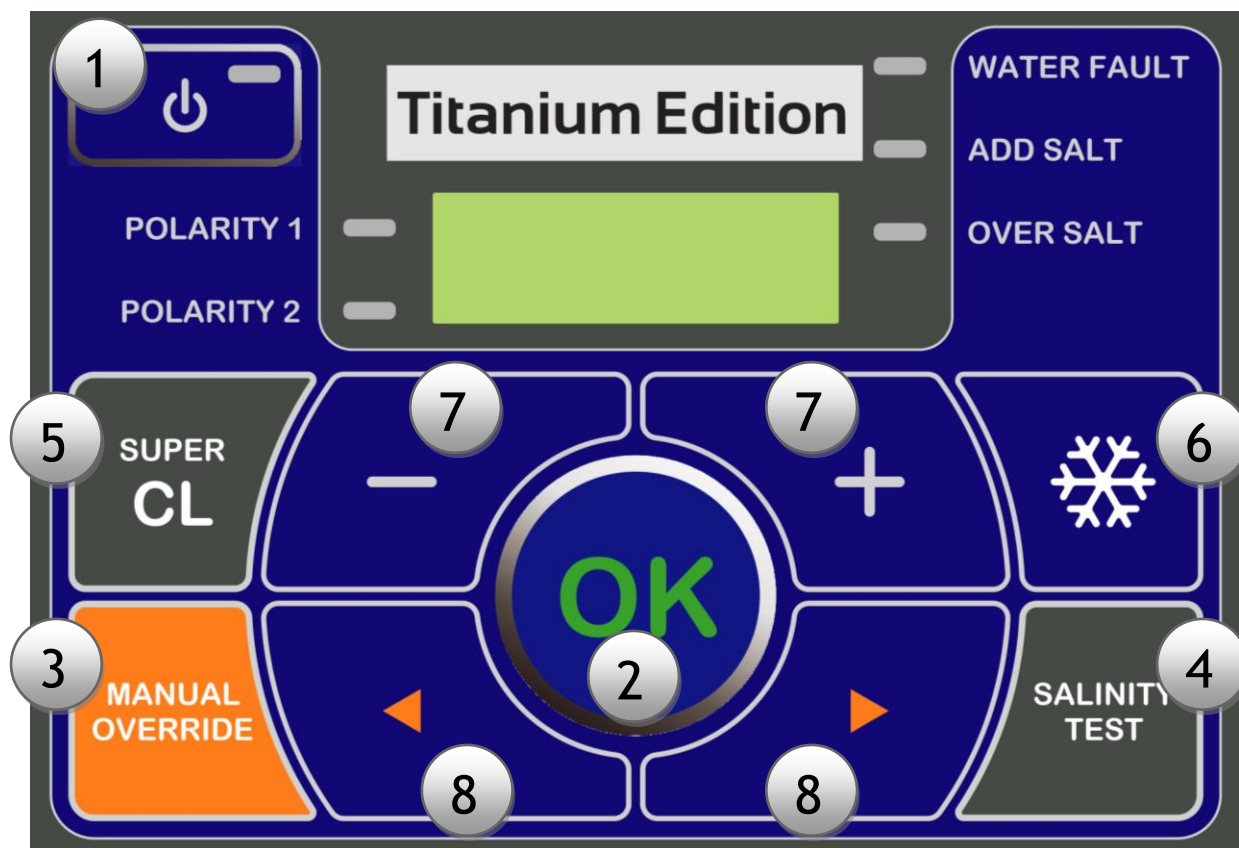 1
Titanium Edition
WATER FAULT
ADD SALT
OVER SALT
POLARITY 1
POLARITY 2
7
7
5
SUPER
CL
6
−
+
OK
2
3
MANUAL
OVERRIDE
4
SALINITY
TEST
8
8